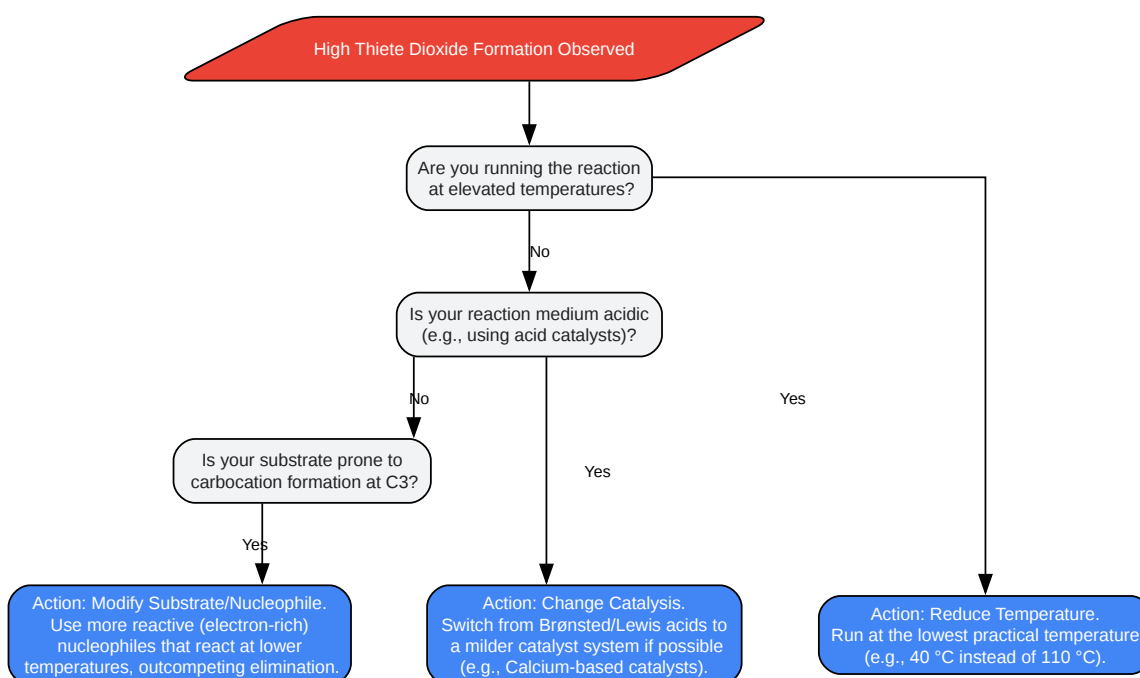 High Thiete Dioxide Formation Observed
Are you running the reaction
at elevated temperatures?
No
Is your reaction medium acidic
(e.g., using acid catalysts)?
No
Yes
Is your substrate prone to
carbocation formation at C3?
Yes
Yes
Action: Modify Substrate/Nucleophile.
Use more reactive (electron-rich)
nucleophiles that react at lower
temperatures, outcompeting elimination.
Action: Change Catalysis.
Switch from Brønsted/Lewis acids to
a milder catalyst system if possible
(e.g., Calcium-based catalysts).
Action: Reduce Temperature.
Run at the lowest practical temperature
(e.g., 40 °C instead of 110 °C).